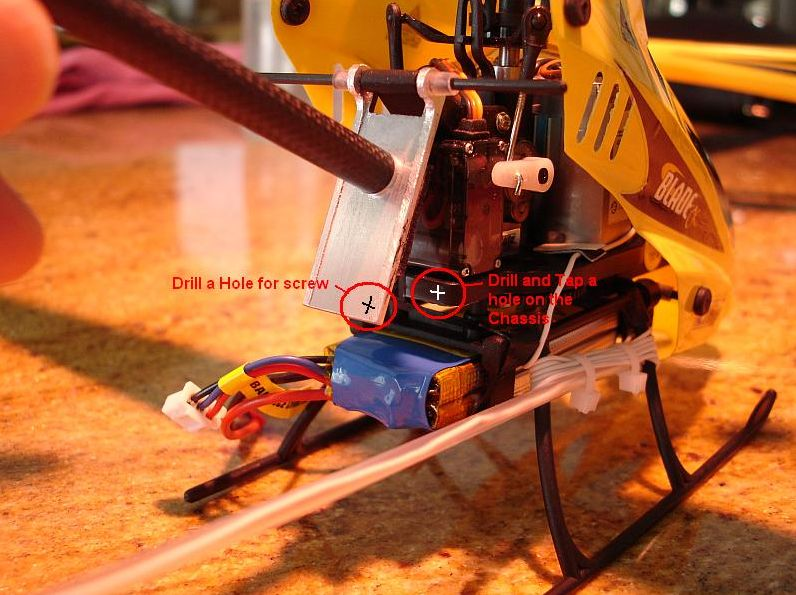 Drill a Hole for screw
Drill and Tap a
hole on the
Chassis
BLADE